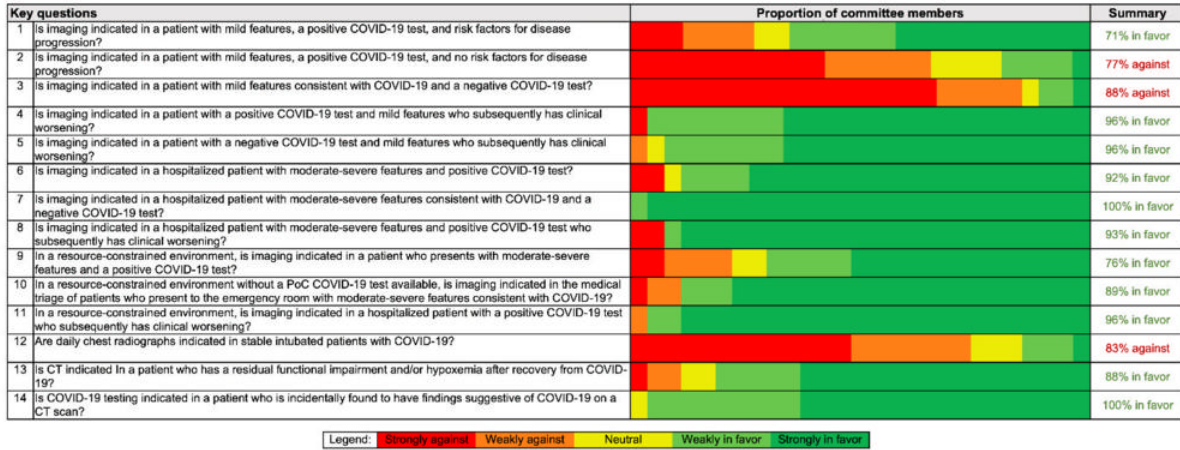 Key questions Proportion of committee members Summary
1 Is imaging indicated in a patient with mild features, a positive COVID-19 test, and risk factors for disease
progression? 71% in favor
2 Is imaging indicated in a patient with mild features, a positive COVID-19 test, and no risk factors for disease
progression? 77% against
3 Is imaging indicated in a patient with mild features consistent with COVID-19 and a negative COVID-19 test? 88% against
4 Is imaging indicated in a patient with a positive COVID-19 test and mild features who subsequently has clinical
worsening? 96% in favor
5 Is imaging indicated in a patient with a negative COVID-19 test and mild features who subsequently has clinical
worsening? 96% in favor
6 Is imaging indicated in a hospitalized patient with moderate-severe features and positive COVID-19 test? 92% in favor
7 Is imaging indicated in a hospitalized patient with moderate-severe features consistent with COVID-19 and a
negative COVID-19 test? 100% in favor
8 Is imaging indicated in a hospitalized patient with moderate-severe features and positive COVID-19 test who
subsequently has clinical worsening? 93% in favor
9 In a resource-constrained environment, is imaging indicated in a patient who presents with moderate-severe
features and a positive COVID-19 test? 76% in favor
10 In a resource-constrained environment without a PoC COVID-19 test available, is imaging indicated in the medical
triage of patients who present to the emergency room with moderate-severe features consistent with COVID-19? 89% in favor
11 In a resource-constrained environment, is imaging indicated in a hospitalized patient with a positive COVID-19 test
who subsequently has clinical worsening? 96% in favor
12 Are daily chest radiographs indicated in stable intubated patients with COVID-19? 83% against
13 Is CT indicated In a patient who has a residual functional impairment and/or hypoxemia after recovery from COVID-
19? 88% in favor
14 Is COVID-19 testing indicated in a patient who is incidentally found to have findings suggestive of COVID-19 on a
CT scan? 100% in favor
Legend: Strongly against Weakly against Neutral Weakly in favor Strongly in favor